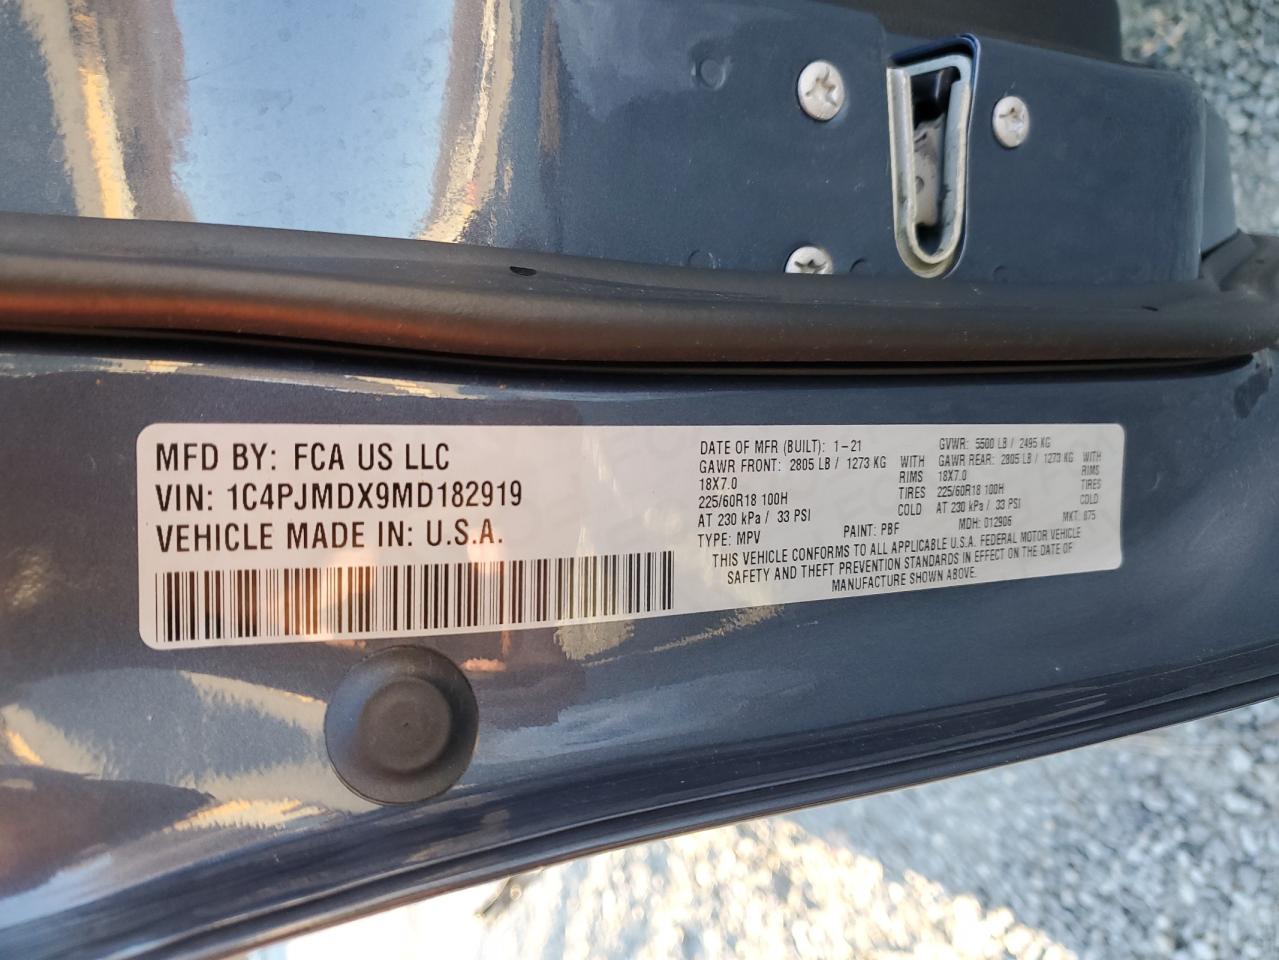 MFD BY: FCA US LLC
VIN: 1C4PJMDX9MD182919
VEHICLE MADE IN: U.S.A.
DATE OF MFR (BUILT): 1-21 GVWR: 5500 LB / 2495 KG
GAWR FRONT: 2805 LB / 1273 KG WITH GAWR REAR: 2805 LB / 1273 KG WITH
18X7.0 RIMS 18X7.0 RIMS
225/60R18 100H TIRES 225/60R18 100H TIRES
AT 230 kPa / 33 PSI COLD AT 230 kPa / 33 PSI COLD
TYPE: MPV PAINT: PBF MDH: 012906 MKT: 875
THIS VEHICLE CONFORMS TO ALL APPLICABLE U.S.A. FEDERAL MOTOR VEHICLE
SAFETY AND THEFT PREVENTION STANDARDS IN EFFECT ON THE DATE OF
MANUFACTURE SHOWN ABOVE.